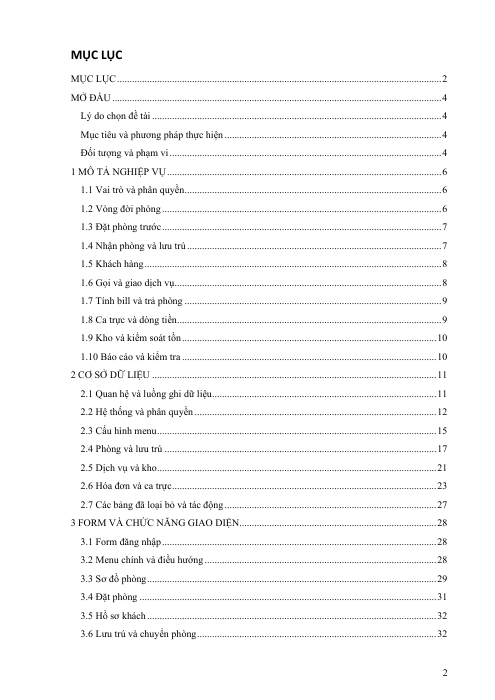 MỤC LỤC
MỤC LỤC....................2
MỞ ĐẦU....................4
Lý do chọn đề tài....................4
Mục tiêu và phương pháp thực hiện....................4
Đối tượng và phạm vi....................4
1 MÔ TẢ NGHIỆP VỤ....................6
1.1 Vai trò và phân quyền....................6
1.2 Vòng đời phòng....................6
1.3 Đặt phòng trước....................7
1.4 Nhận phòng và lưu trú....................7
1.5 Khách hàng....................8
1.6 Gọi và giao dịch vụ....................8
1.7 Tính bill và trả phòng....................9
1.8 Ca trực và dòng tiền....................9
1.9 Kho và kiểm soát tồn....................10
1.10 Báo cáo và kiểm tra....................10
2 CƠ SỞ DỮ LIỆU....................11
2.1 Quan hệ và luồng ghi dữ liệu....................11
2.2 Hệ thống và phân quyền....................12
2.3 Cấu hình menu....................15
2.4 Phòng và lưu trú....................17
2.5 Dịch vụ và kho....................21
2.6 Hóa đơn và ca trực....................23
2.7 Các bảng đã loại bỏ và tác động....................27
3 FORM VÀ CHỨC NĂNG GIAO DIỆN....................28
3.1 Form đăng nhập....................28
3.2 Menu chính và điều hướng....................28
3.3 Sơ đồ phòng....................29
3.4 Đặt phòng....................31
3.5 Hồ sơ khách....................32
3.6 Lưu trú và chuyển phòng....................32
2